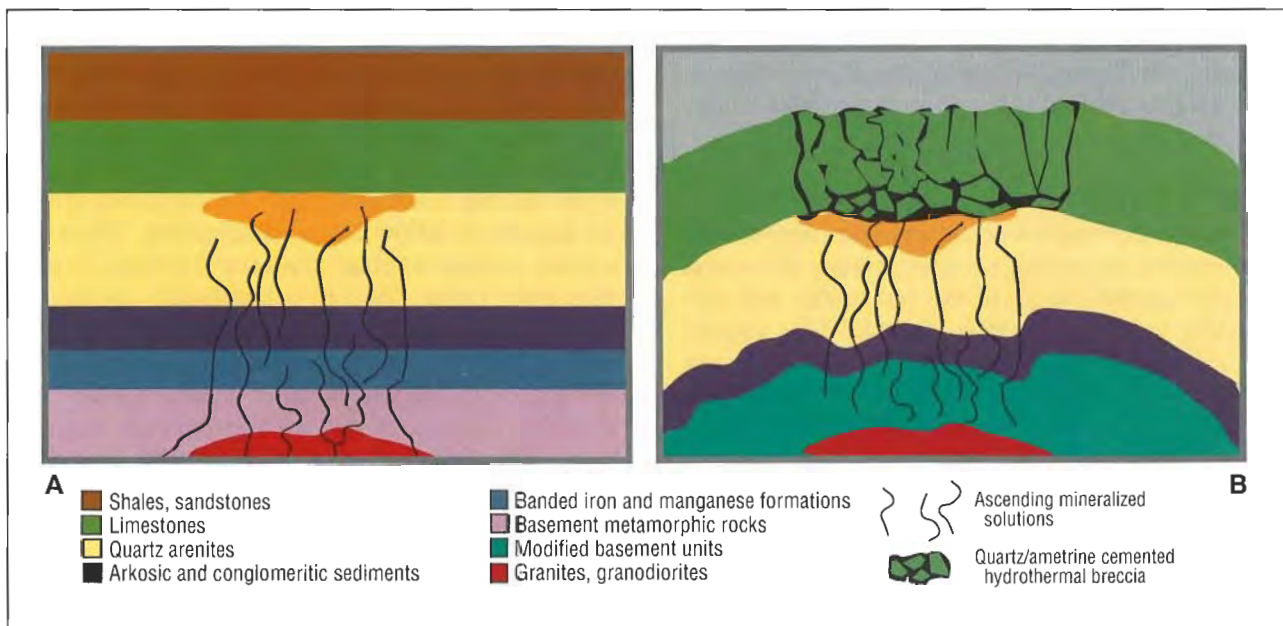 A
B
Shales, sandstones
Limestones
Quartz arenites
Arkosic and conglomeritic sediments
Banded iron and manganese formations
Basement metamorphic rocks
Modified basement units
Granites, granodiorites
Ascending mineralized
solutions
Quartz/ametrine cemented
hydrothermal breccia